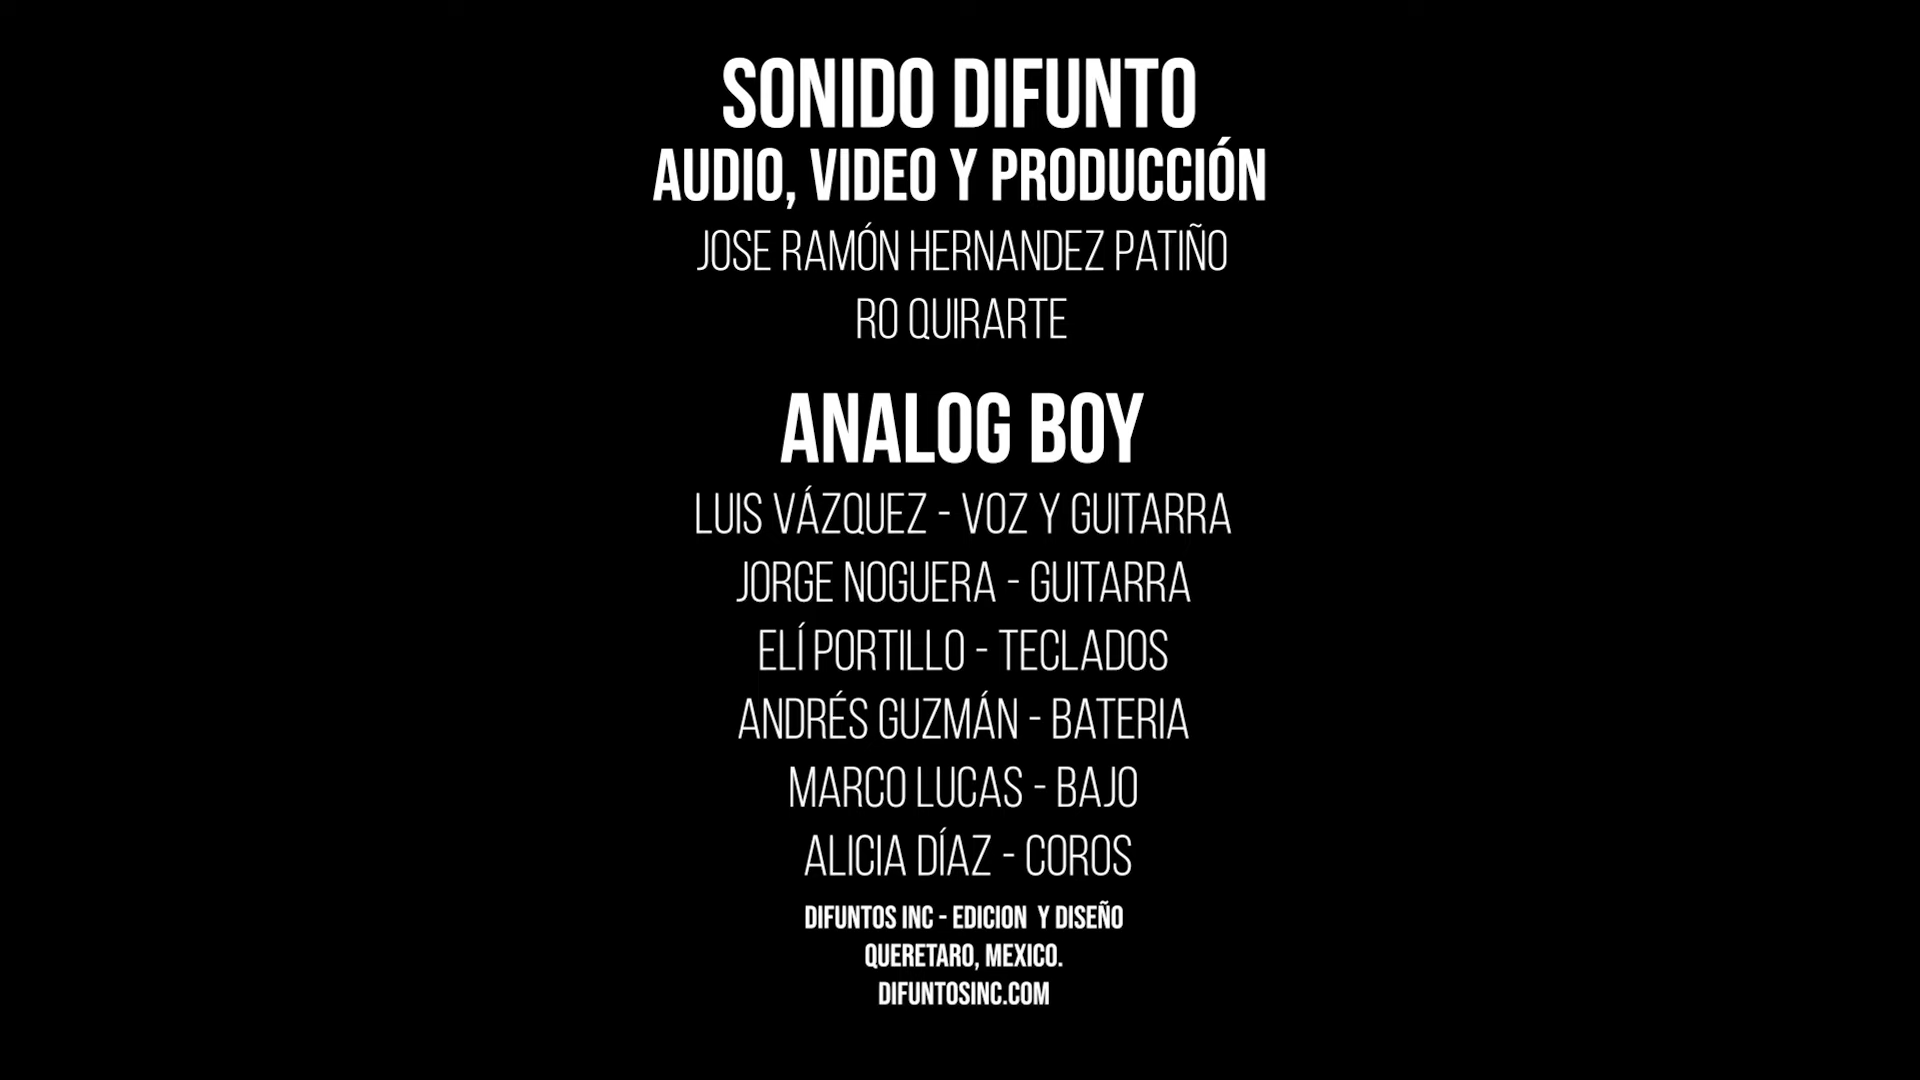 SONIDO DIFUNTO
AUDIO, VIDEO Y PRODUCCIÓN
JOSE RAMÓN HERNANDEZ PATIÑO
RO QUIRARTE
ANALOG BOY
LUIS VÁZQUEZ - VOZ Y GUITARRA
JORGE NOGUERA - GUITARRA
ELÍ PORTILLO - TECLADOS
ANDRÉS GUZMÁN - BATERIA
MARCO LUCAS - BAJO
ALICIA DÍAZ - COROS
DIFUNTOS INC - EDICION Y DISEÑO
QUERETARO, MEXICO.
DIFUNTOSINC.COM